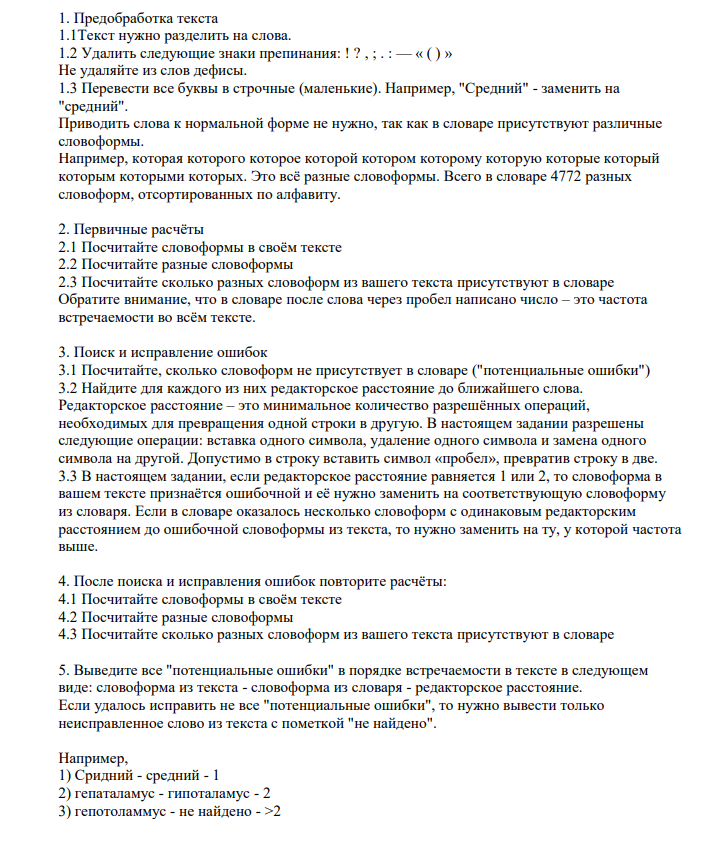 1. Предобработка текста
1.1Текст нужно разделить на слова.
1.2 Удалить следующие знаки препинания: ! ? , ; . : — « ( ) »
Не удаляйте из слов дефисы.
1.3 Перевести все буквы в строчные (маленькие). Например, "Средний" - заменить на
"средний".
Приводить слова к нормальной форме не нужно, так как в словаре присутствуют различные
словоформы.
Например, которая которого которое которой котором которому которую которые который
которым которыми которых. Это всё разные словоформы. Всего в словаре 4772 разных
словоформ, отсортированных по алфавиту.
2. Первичные расчёты
2.1 Посчитайте словоформы в своём тексте
2.2 Посчитайте разные словоформы
2.3 Посчитайте сколько разных словоформ из вашего текста присутствуют в словаре
Обратите внимание, что в словаре после слова через пробел написано число – это частота
встречаемости во всём тексте.
3. Поиск и исправление ошибок
3.1 Посчитайте, сколько словоформ не присутствует в словаре ("потенциальные ошибки")
3.2 Найдите для каждого из них редакторское расстояние до ближайшего слова.
Редакторское расстояние – это минимальное количество разрешённых операций,
необходимых для превращения одной строки в другую. В настоящем задании разрешены
следующие операции: вставка одного символа, удаление одного символа и замена одного
символа на другой. Допустимо в строку вставить символ «пробел», превратив строку в две.
3.3 В настоящем задании, если редакторское расстояние равняется 1 или 2, то словоформа в
вашем тексте признаётся ошибочной и её нужно заменить на соответствующую словоформу
из словаря. Если в словаре оказалось несколько словоформ с одинаковым редакторским
расстоянием до ошибочной словоформы из текста, то нужно заменить на ту, у которой частота
выше.
4. После поиска и исправления ошибок повторите расчёты:
4.1 Посчитайте словоформы в своём тексте
4.2 Посчитайте разные словоформы
4.3 Посчитайте сколько разных словоформ из вашего текста присутствуют в словаре
5. Выведите все "потенциальные ошибки" в порядке встречаемости в тексте в следующем
виде: словоформа из текста - словоформа из словаря - редакторское расстояние.
Если удалось исправить не все "потенциальные ошибки", то нужно вывести только
неисправленное слово из текста с пометкой "не найдено".
Например,
1) Сридний - средний - 1
2) гепаталамус - гипоталамус - 2
3) гепотоламмус - не найдено - >2